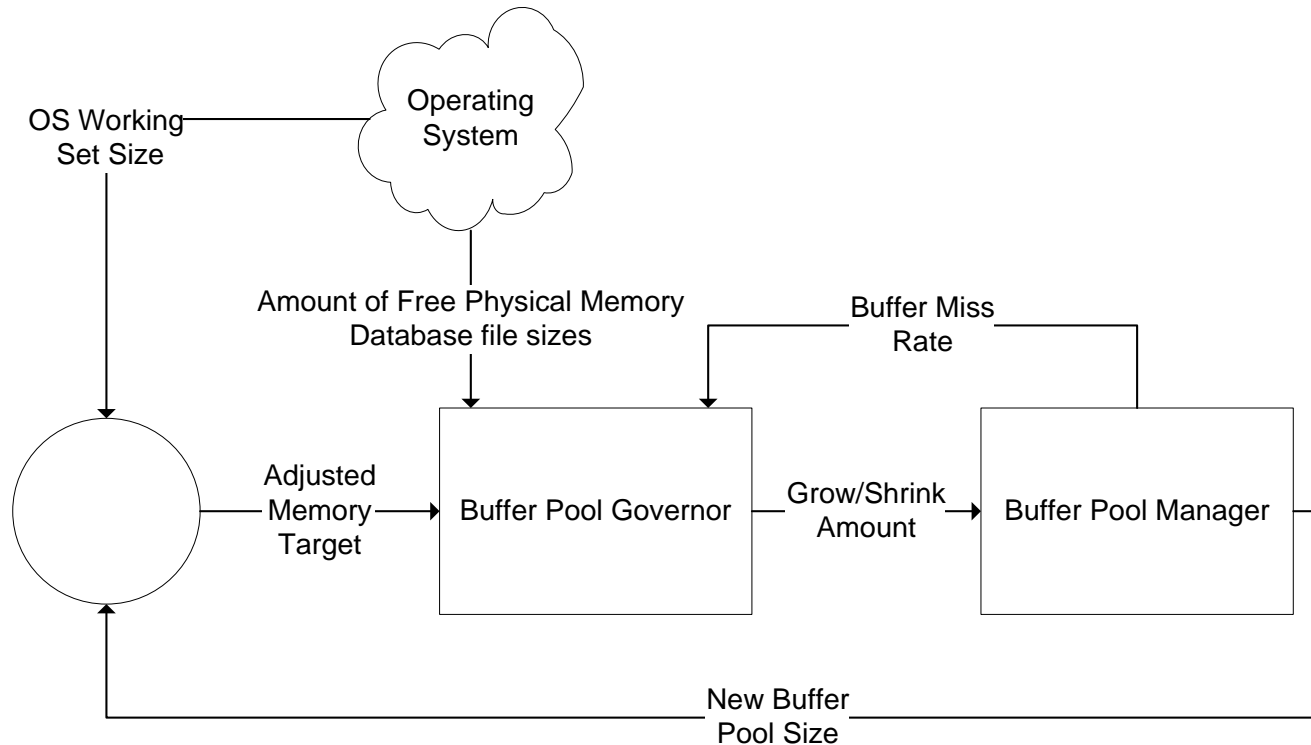 Operating
System
OS Working
Set Size
Amount of Free Physical Memory
Database file sizes
Buffer Miss
Rate
Adjusted
Memory
Target
Buffer Pool Governor
Grow/Shrink
Amount
Buffer Pool Manager
New Buffer
Pool Size